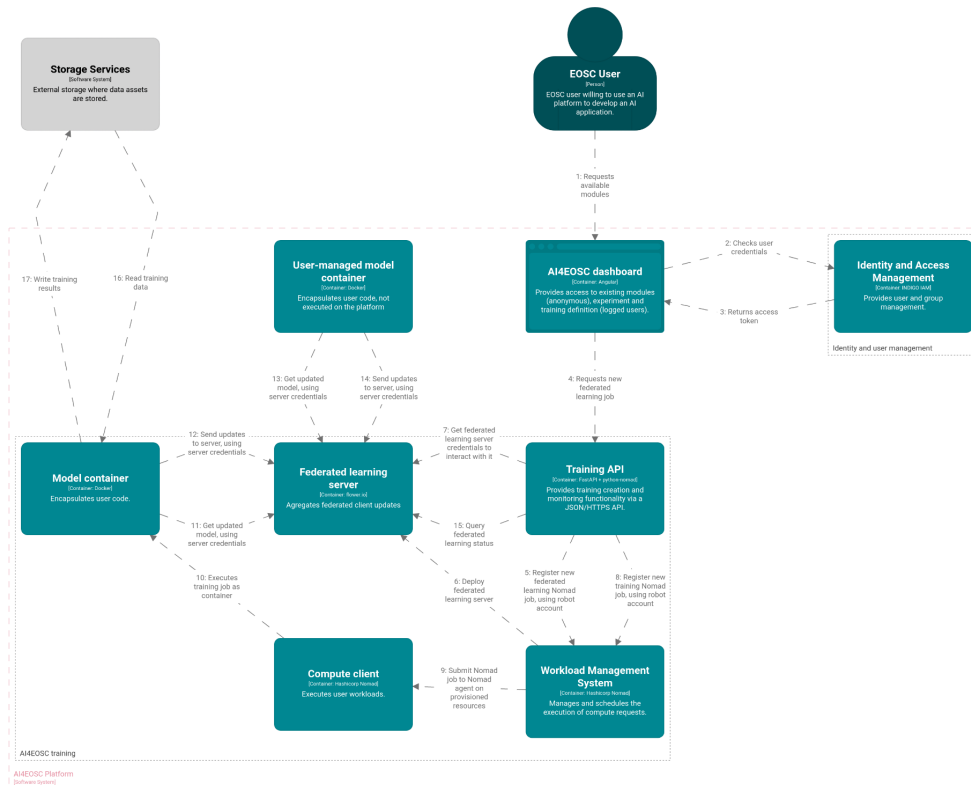 Storage Services
[Software System]
External storage where data assets
are stored.
EOSC User
[Person]
EOSC user willing to use an AI
platform to develop an AI
application.
1: Requests
available
modules
User-managed model
container
[Container: Docker]
Encapsulates user code, not
executed on the platform
AI4EOSC dashboard
[Container: Angular]
Provides access to existing modules
(anonymous), experiment and
training definition (logged users).
2: Checks user
credentials
3: Returns access
token
Identity and Access
Management
[Container: INDIGO IAM]
Provides user and group
management.
Identity and user management
17: Write training
results
16: Read training
data
13: Get updated
model, using
server credentials
14: Send updates
to server, using
server credentials
4: Requests new
federated
learning job
12: Send updates
to server, using
server credentials
7: Get federated
learning server
credentials to
interact with it
Model container
[Container: Docker]
Encapsulates user code.
Federated learning
server
[Container: flower.io]
Agregates federated client updates
Training API
[Container: FastAPI + python-nomad]
Provides training creation and
monitoring functionality via a
JSON/HTTPS API.
11: Get updated
model, using
server credentials
15: Query
federated
learning status
10: Executes
training job as
container
6: Deploy
federated
learning server
5: Register new
federated
learning Nomad
job, using robot
account
8: Register new
training Nomad
job, using robot
account
Compute client
[Container: Hashicorp Nomad]
Executes user workloads.
9: Submit Nomad
job to Nomad
agent on
provisioned
resources
Workload Management
System
[Container: Hashicorp Nomad]
Manages and schedules the
execution of compute requests.
AI4EOSC training
AI4EOSC Platform
[Software System]